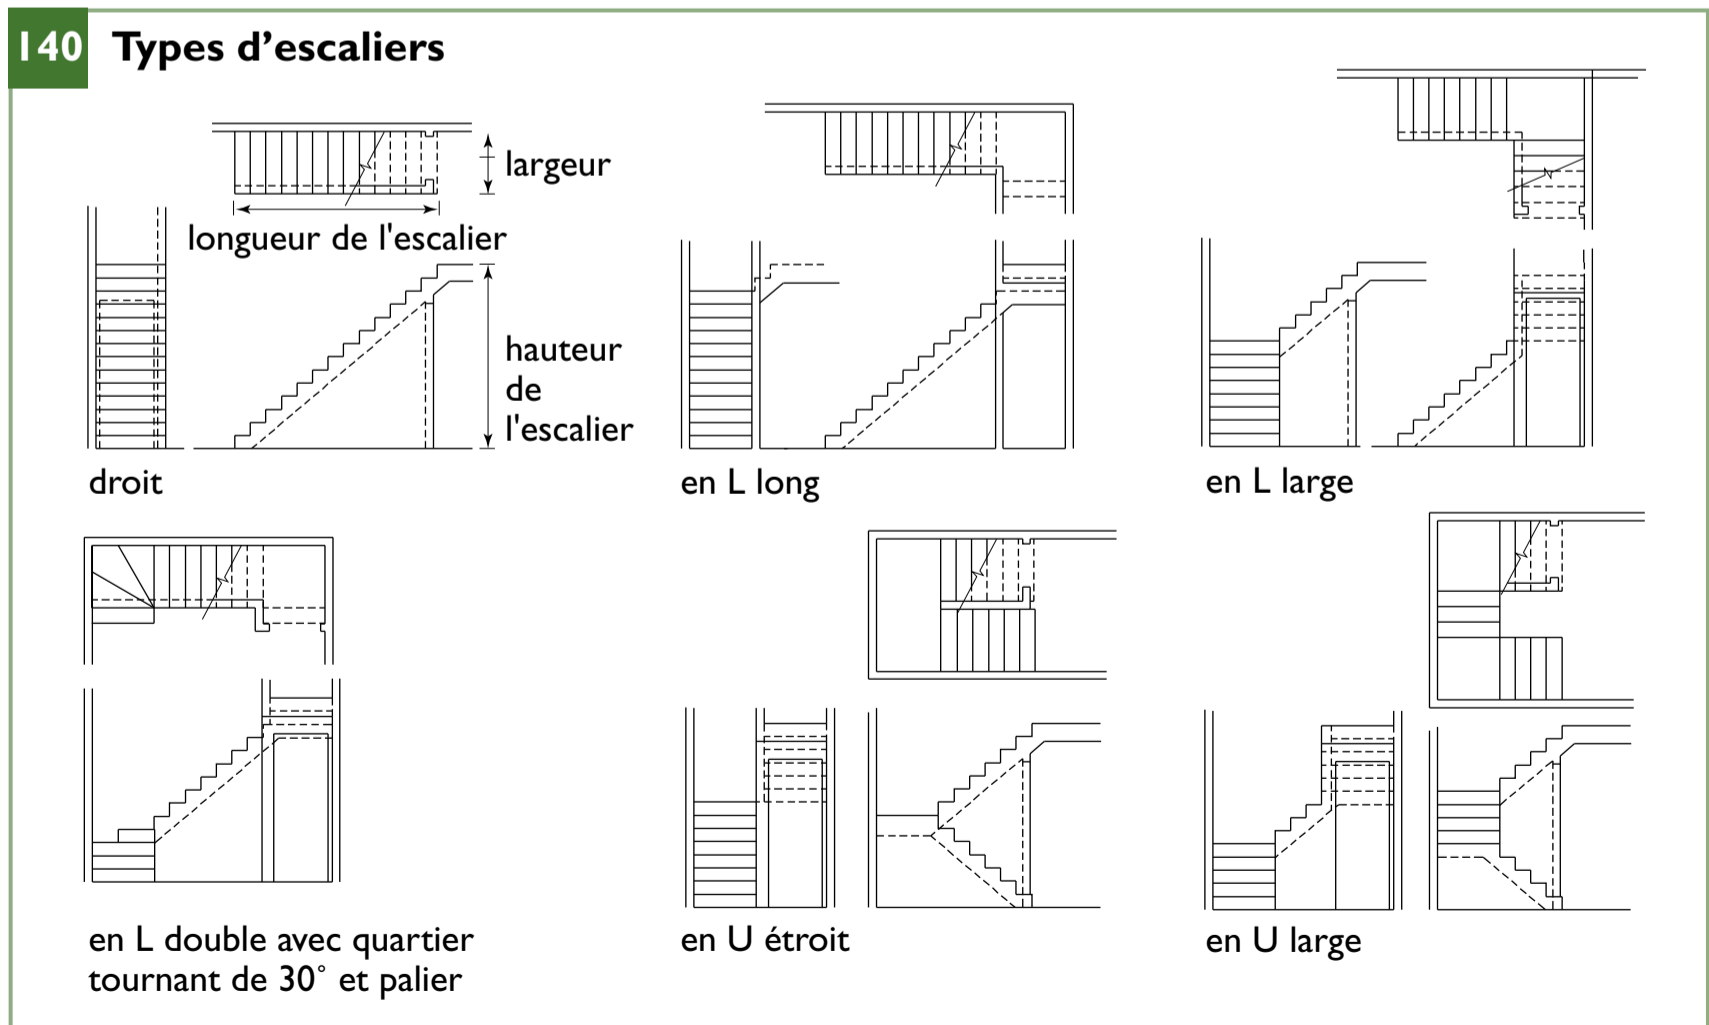 140 Types d’escaliers
largeur
longueur de l'escalier
hauteur
de
l'escalier
droit
en L long
en L large
en L double avec quartier
tournant de 30˚ et palier
en U étroit
en U large